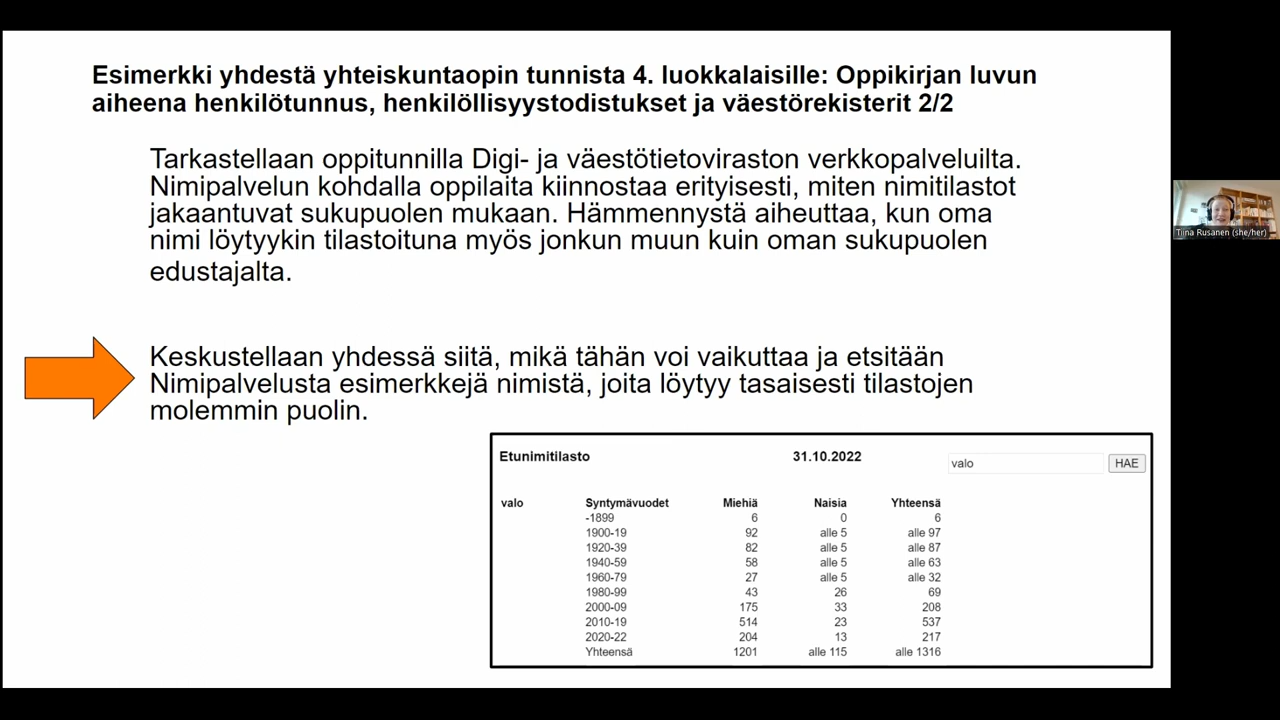 Esimerkki yhdestä yhteiskuntaopin tunnista 4. luokkalaisille: Oppikirjan luvun
aiheena henkilötunnus, henkilöllisyystodistukset ja väestörekisterit 2/2
Tarkastellaan oppitunnilla Digi- ja väestötietoviraston verkkopalveluilta.
Nimipalvelun kohdalla oppilaita kiinnostaa erityisesti, miten nimitilastot
jakaantuvat sukupuolen mukaan. Hämmennystä aiheuttaa, kun oma
nimi löytyykin tilastoituna myös jonkun muun kuin oman sukupuolen
edustajalta.
Tiina Rusanen (she/her)
Keskustellaan yhdessä siitä, mikä tähän voi vaikuttaa ja etsitään
Nimipalvelusta esimerkkejä nimistä, joita löytyy tasaisesti tilastojen
molemmin puolin.
Etunimitilasto 31.10.2022 valo HAE
valo Syntymävuodet Miehiä Naisia Yhteensä
-1899 6 0 6
1900-19 92 alle 5 alle 97
1920-39 82 alle 5 alle 87
1940-59 58 alle 5 alle 63
1960-79 27 alle 5 alle 32
1980-99 43 26 69
2000-09 175 33 208
2010-19 514 23 537
2020-22 204 13 217
Yhteensä 1201 alle 115 alle 1316